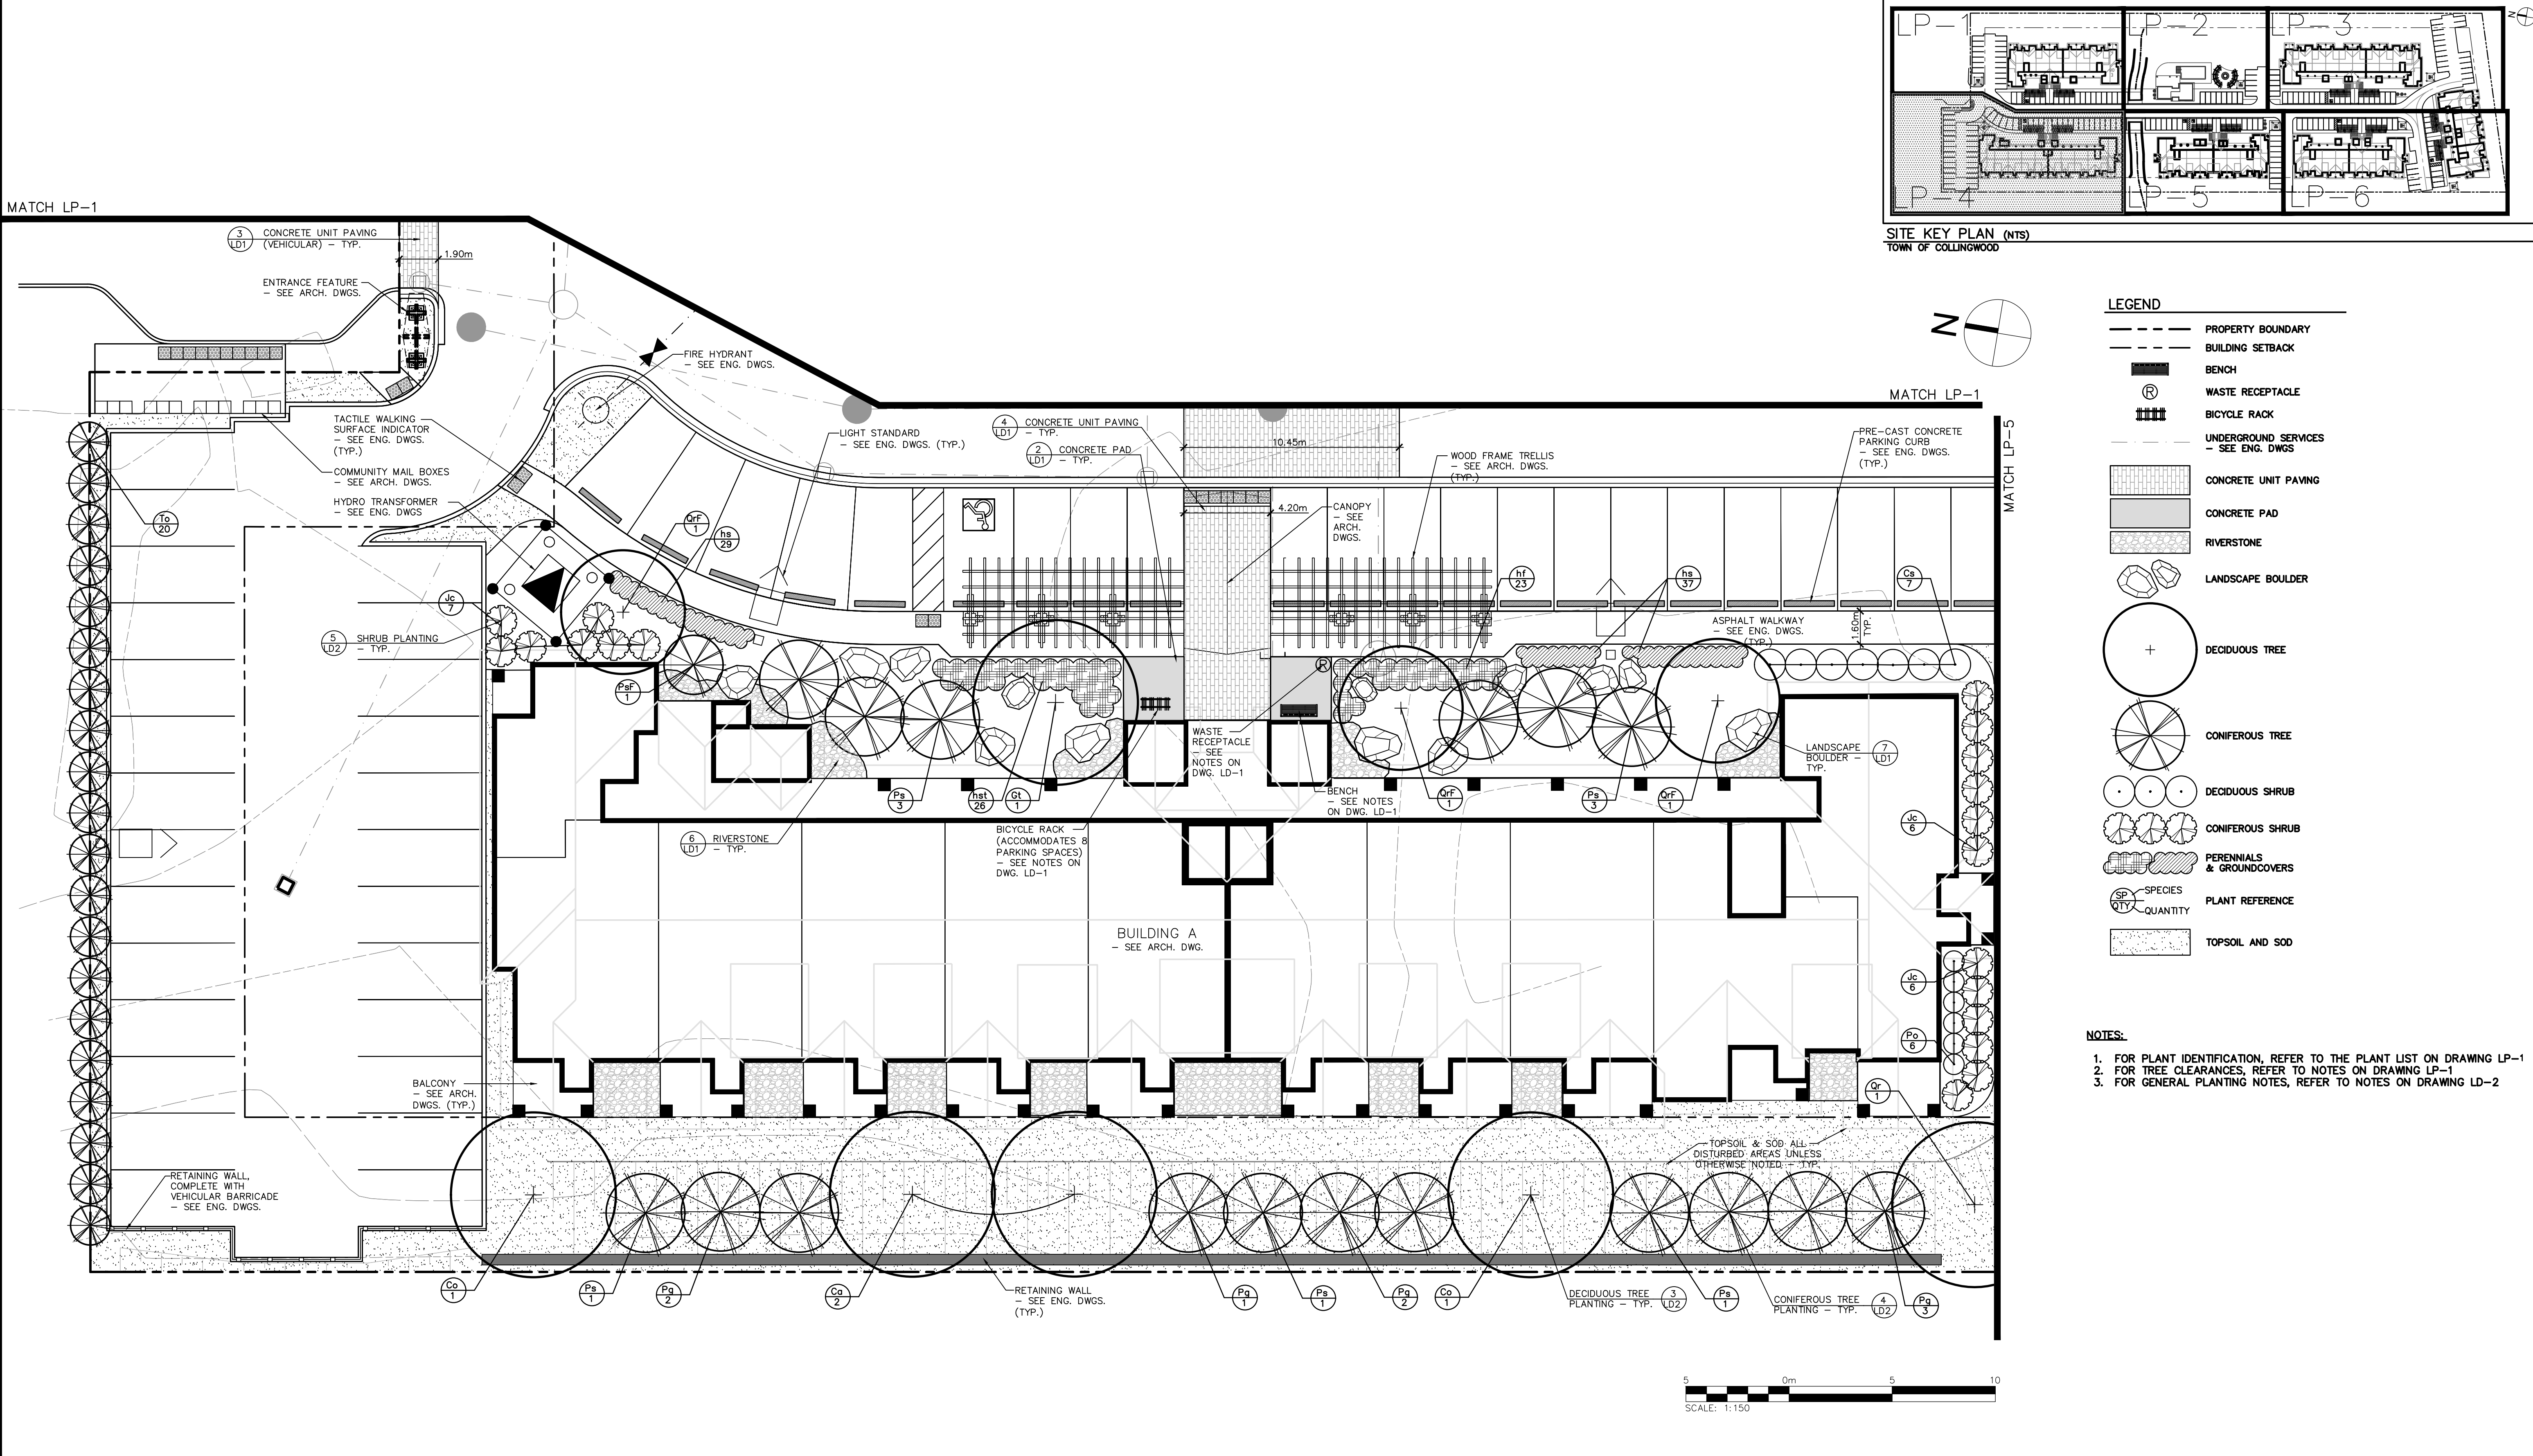 LP-1
LP-2
LP-3
LP-4
LP-5
LP-6
N
SITE KEY PLAN (NTS)
TOWN OF COLLINGWOOD
MATCH LP-1
3
LD1
CONCRETE UNIT PAVING
(VEHICULAR) - TYP.
1.90m
ENTRANCE FEATURE
- SEE ARCH. DWGS.
FIRE HYDRANT
- SEE ENG. DWGS.
N
MATCH LP-1
MATCH LP-5
TACTILE WALKING
SURFACE INDICATOR
- SEE ENG. DWGS.
(TYP.)
COMMUNITY MAIL BOXES
- SEE ARCH. DWGS.
HYDRO TRANSFORMER
- SEE ENG. DWGS
LIGHT STANDARD
- SEE ENG. DWGS. (TYP.)
4
LD1
CONCRETE UNIT PAVING
- TYP.
2
LD1
CONCRETE PAD
- TYP.
10.45m
WOOD FRAME TRELLIS
- SEE ARCH. DWGS.
(TYP.)
PRE-CAST CONCRETE
PARKING CURB
- SEE ENG. DWGS.
(TYP.)
4.20m
CANOPY
- SEE
ARCH.
DWGS.
To
20
QrF
1
hs
29
hf
23
hs
37
Cs
7
Jc
7
5
LD2
SHRUB PLANTING
- TYP.
ASPHALT WALKWAY
- SEE ENG. DWGS.
(TYP.)
1.60m
TYP.
R
PsF
1
WASTE
RECEPTACLE
- SEE
NOTES ON
DWG. LD-1
LANDSCAPE
BOULDER -
TYP.
7
LD1
Ps
3
hst
26
Gt
1
BENCH
- SEE NOTES
ON DWG. LD-1
QrF
1
Ps
3
QrF
1
6
LD1
RIVERSTONE
- TYP.
BICYCLE RACK
(ACCOMMODATES 8
PARKING SPACES)
- SEE NOTES ON
DWG. LD-1
Jc
6
BUILDING A
- SEE ARCH. DWG.
Jc
6
Po
6
Qr
1
BALCONY
- SEE ARCH.
DWGS. (TYP.)
TOPSOIL & SOD ALL
DISTURBED AREAS UNLESS
OTHERWISE NOTED - TYP.
RETAINING WALL,
COMPLETE WITH
VEHICULAR BARRICADE
- SEE ENG. DWGS.
Co
1
Ps
1
Pg
2
Ca
2
RETAINING WALL
- SEE ENG. DWGS.
(TYP.)
Pg
1
Ps
1
Pg
2
Co
1
DECIDUOUS TREE
PLANTING - TYP.
3
LD2
Ps
1
CONIFEROUS TREE
PLANTING - TYP.
4
LD2
Pg
3
5 0m 5 10
SCALE: 1:150
LEGEND
PROPERTY BOUNDARY
BUILDING SETBACK
BENCH
R
WASTE RECEPTACLE
BICYCLE RACK
UNDERGROUND SERVICES
- SEE ENG. DWGS
CONCRETE UNIT PAVING
CONCRETE PAD
RIVERSTONE
LANDSCAPE BOULDER
DECIDUOUS TREE
CONIFEROUS TREE
DECIDUOUS SHRUB
CONIFEROUS SHRUB
PERENNIALS
& GROUNDCOVERS
SP
QTY
SPECIES
QUANTITY
PLANT REFERENCE
TOPSOIL AND SOD
NOTES:
1. FOR PLANT IDENTIFICATION, REFER TO THE PLANT LIST ON DRAWING LP-1
2. FOR TREE CLEARANCES, REFER TO NOTES ON DRAWING LP-1
3. FOR GENERAL PLANTING NOTES, REFER TO NOTES ON DRAWING LD-2